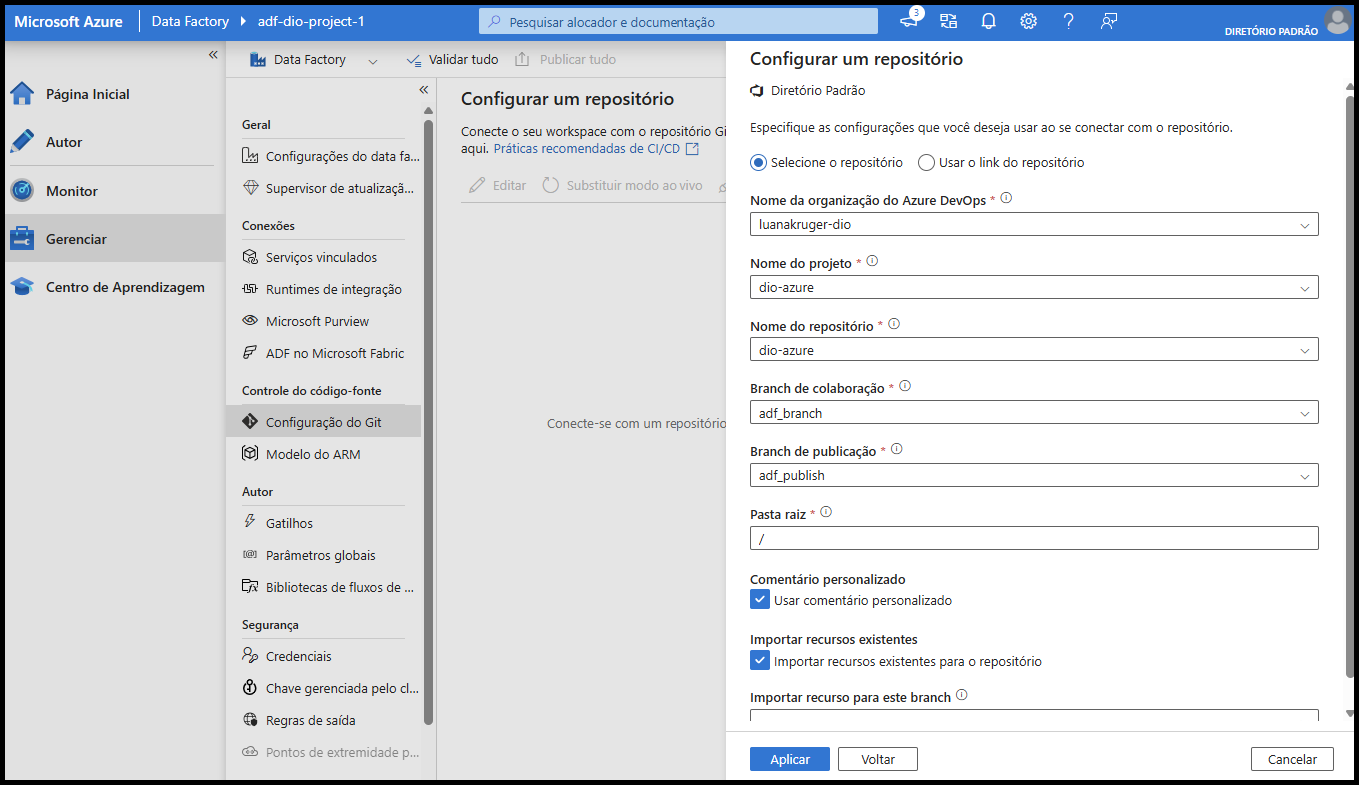 Microsoft Azure
Data Factory
adf-dio-project-1
Pesquisar alocador e documentação
3
DIRETÓRIO PADRÃO
Página Inicial
Autor
Monitor
Gerenciar
Centro de Aprendizagem
Data Factory
Validar tudo
Publicar tudo
Geral
Configurações do data fa...
Supervisor de atualizaçã...
Conexões
Serviços vinculados
Runtimes de integração
Microsoft Purview
ADF no Microsoft Fabric
Controle do código-fonte
Configuração do Git
Modelo do ARM
Autor
Gatilhos
Parâmetros globais
Bibliotecas de fluxos de ...
Segurança
Credenciais
Chave gerenciada pelo cl...
Regras de saída
Pontos de extremidade p...
Configurar um repositório
Conecte o seu workspace com o repositório Gi
aqui. Práticas recomendadas de CI/CD
Editar
Substituir modo ao vivo
Conecte-se com um repositório
Configurar um repositório
Diretório Padrão
Especifique as configurações que você deseja usar ao se conectar com o repositório.
Selecione o repositório
Usar o link do repositório
Nome da organização do Azure DevOps *
luanakruger-dio
Nome do projeto *
dio-azure
Nome do repositório *
dio-azure
Branch de colaboração *
adf_branch
Branch de publicação *
adf_publish
Pasta raiz *
/
Comentário personalizado
Usar comentário personalizado
Importar recursos existentes
Importar recursos existentes para o repositório
Importar recurso para este branch
Aplicar
Voltar
Cancelar